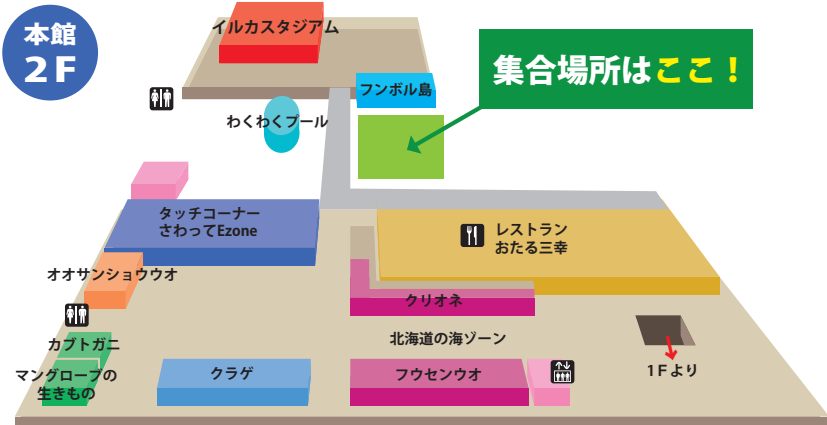 本館
2F
イルカスタジアム
集合場所はここ！
フンボル島
わくわくプール
タッチコーナー
さわってEzone
レストラン
おたる三幸
オオサンショウウオ
クリオネ
北海道の海ゾーン
カブトガニ
マングローブの
生きもの
クラゲ
フウセンウオ
1Fより